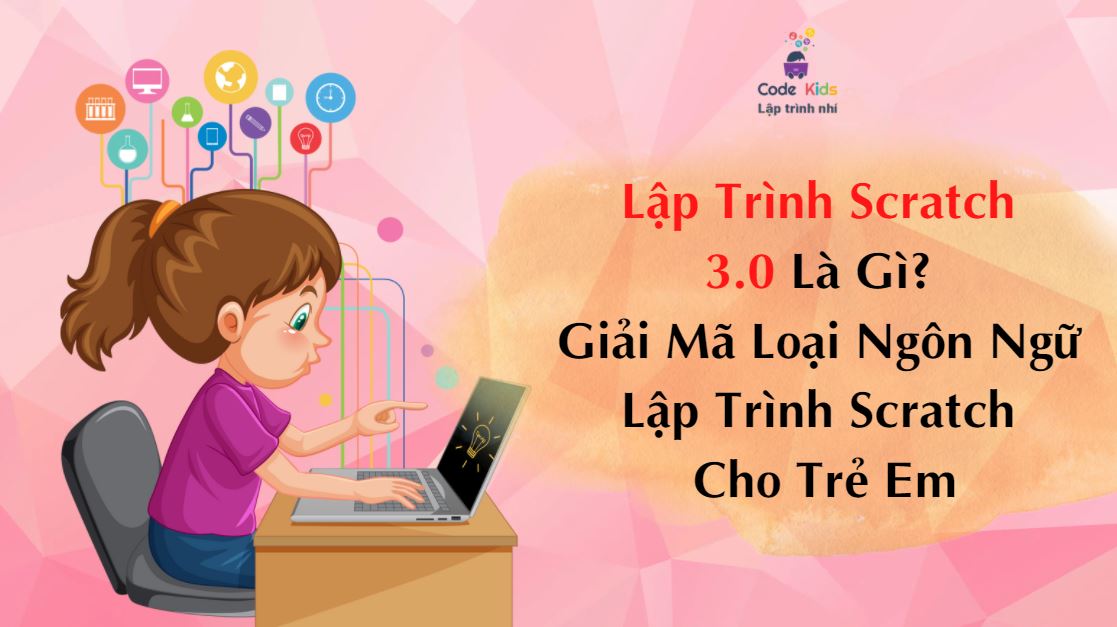 Code Kids
Lập trình nhí
Lập Trình Scratch
3.0 Là Gì?
Giải Mã Loại Ngôn Ngữ
Lập Trình Scratch
Cho Trẻ Em